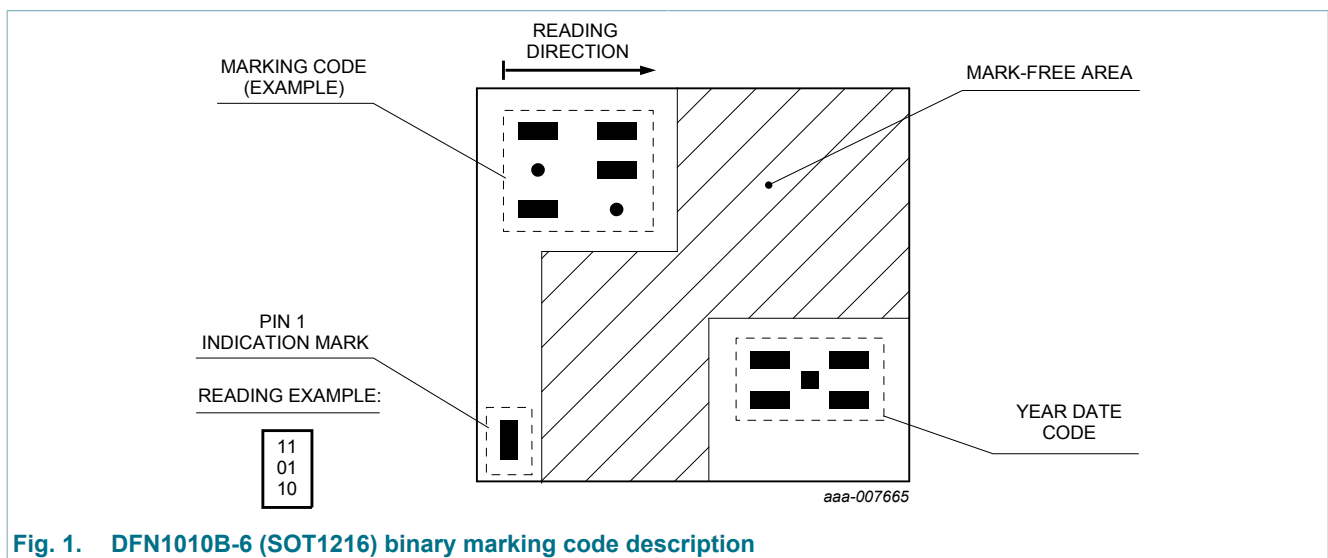 READING
DIRECTION
MARKING CODE
(EXAMPLE)
MARK-FREE AREA
PIN 1
INDICATION MARK
READING EXAMPLE:
11
01
10
YEAR DATE
CODE
aaa-007665
Fig. 1. DFN1010B-6 (SOT1216) binary marking code description